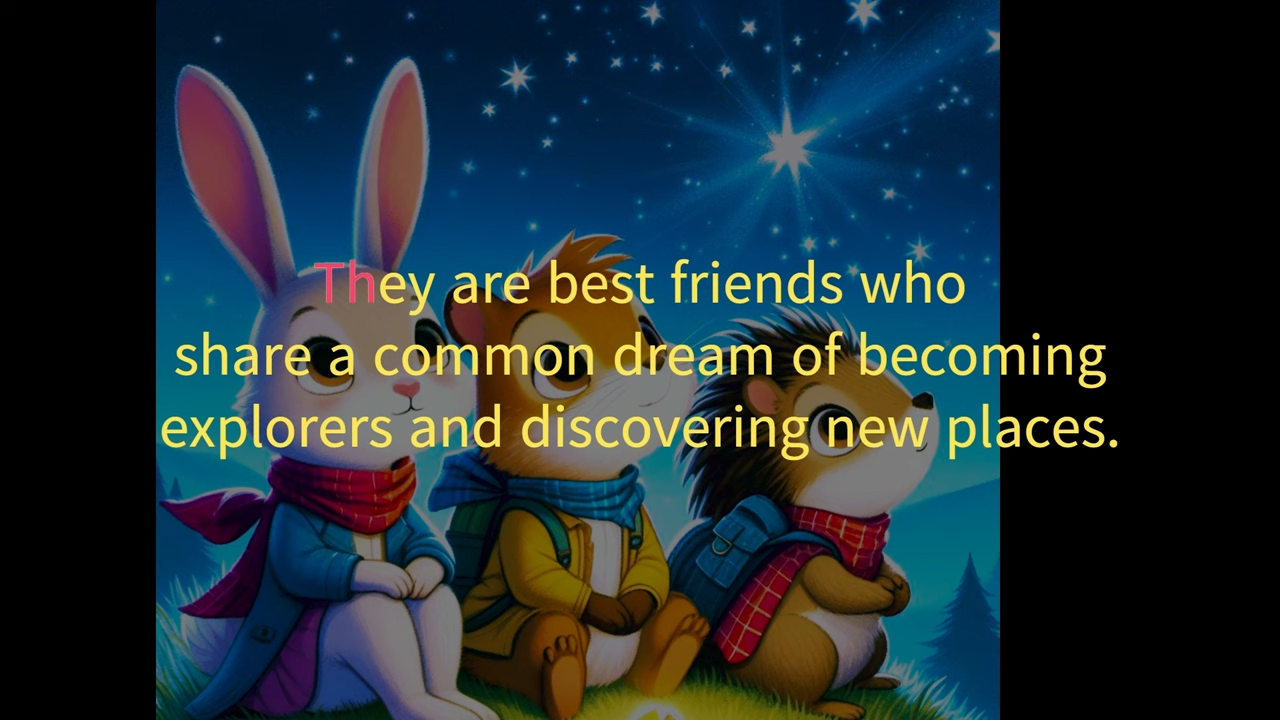 They are best friends who
share a common dream of becoming
explorers and discovering new places.